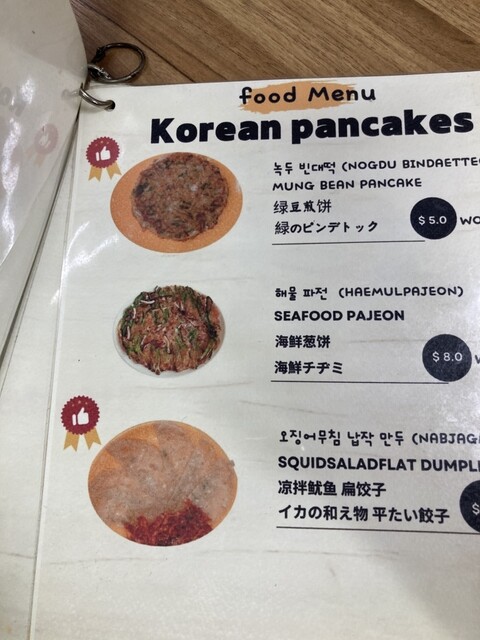 food Menu
Korean pancakes
녹두 빈대떡 (NOGDU BINDAETTEO
MUNG BEAN PANCAKE
绿豆煎饼
緑のピンデトック
$5.0 WO
해물 파전 (HAEMULPAJEON)
SEAFOOD PAJEON
海鲜葱饼
海鮮チヂミ
$8.0 W
오징어무침 납작 만두 (NABJAG
SQUIDSALADFLAT DUMPL
凉拌鱿鱼 扁饺子
イカの和え物 平たい餃子
$